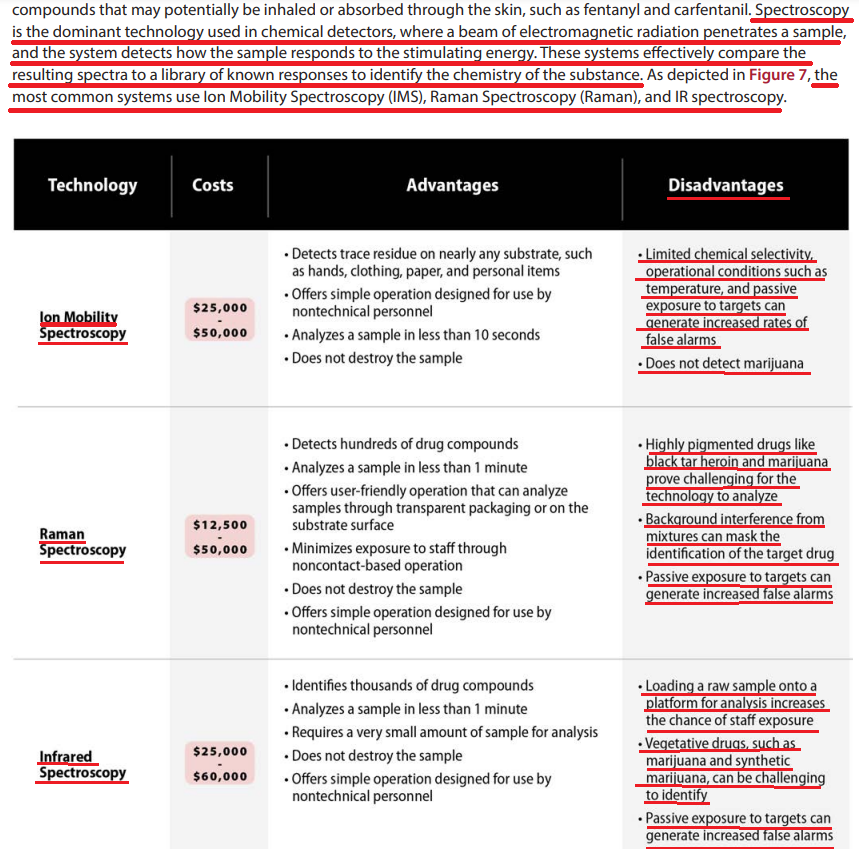 compounds that may potentially be inhaled or absorbed through the skin, such as fentanyl and carfentanil. Spectroscopy
is the dominant technology used in chemical detectors, where a beam of electromagnetic radiation penetrates a sample,
and the system detects how the sample responds to the stimulating energy. These systems effectively compare the
resulting spectra to a library of known responses to identify the chemistry of the substance. As depicted in Figure 7, the
most common systems use Ion Mobility Spectroscopy (IMS), Raman Spectroscopy (Raman), and IR spectroscopy.
Technology Costs Advantages Disadvantages
Ion Mobility
Spectroscopy
$25,000
-
$50,000
• Detects trace residue on nearly any substrate, such
as hands, clothing, paper, and personal items
• Offers simple operation designed for use by
nontechnical personnel
• Analyzes a sample in less than 10 seconds
• Does not destroy the sample
• Limited chemical selectivity,
operational conditions such as
temperature, and passive
exposure to targets can
generate increased rates of
false alarms
• Does not detect marijuana
Raman
Spectroscopy
$12,500
-
$50,000
• Detects hundreds of drug compounds
• Analyzes a sample in less than 1 minute
• Offers user-friendly operation that can analyze
samples through transparent packaging or on the
substrate surface
• Minimizes exposure to staff through
noncontact-based operation
• Does not destroy the sample
• Offers simple operation designed for use by
nontechnical personnel
• Highly pigmented drugs like
black tar heroin and marijuana
prove challenging for the
technology to analyze
• Background interference from
mixtures can mask the
identification of the target drug
• Passive exposure to targets can
generate increased false alarms
Infrared
Spectroscopy
$25,000
-
$60,000
• Identifies thousands of drug compounds
• Analyzes a sample in less than 1 minute
• Requires a very small amount of sample for analysis
• Does not destroy the sample
• Offers simple operation designed for use by
nontechnical personnel
• Loading a raw sample onto a
platform for analysis increases
the chance of staff exposure
• Vegetative drugs, such as
marijuana and synthetic
marijuana, can be challenging
to identify
• Passive exposure to targets can
generate increased false alarms